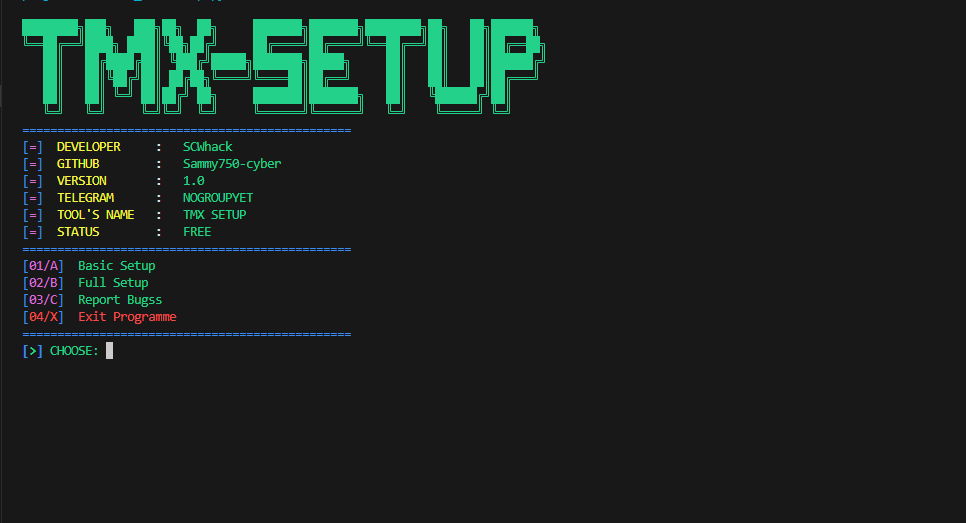 TMX-SETUP
===============================================
[=] DEVELOPER : SCWhack
[=] GITHUB : Sammy750-cyber
[=] VERSION : 1.0
[=] TELEGRAM : NOGROUPYET
[=] TOOL'S NAME : TMX SETUP
[=] STATUS : FREE
===============================================
[01/A] Basic Setup
[02/B] Full Setup
[03/C] Report Bugss
[04/X] Exit Programme
===============================================
[>] CHOOSE: